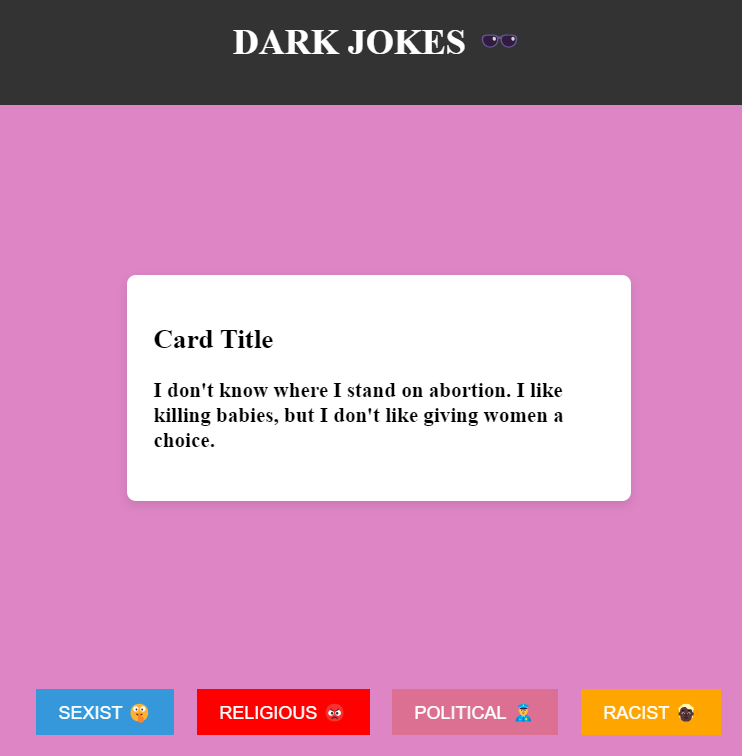 DARK JOKES 🕶️
Card Title
I don't know where I stand on abortion. I like
killing babies, but I don't like giving women a
choice.
SEXIST 🤫
RELIGIOUS 👹
POLITICAL 👮
RACIST 👩🏿